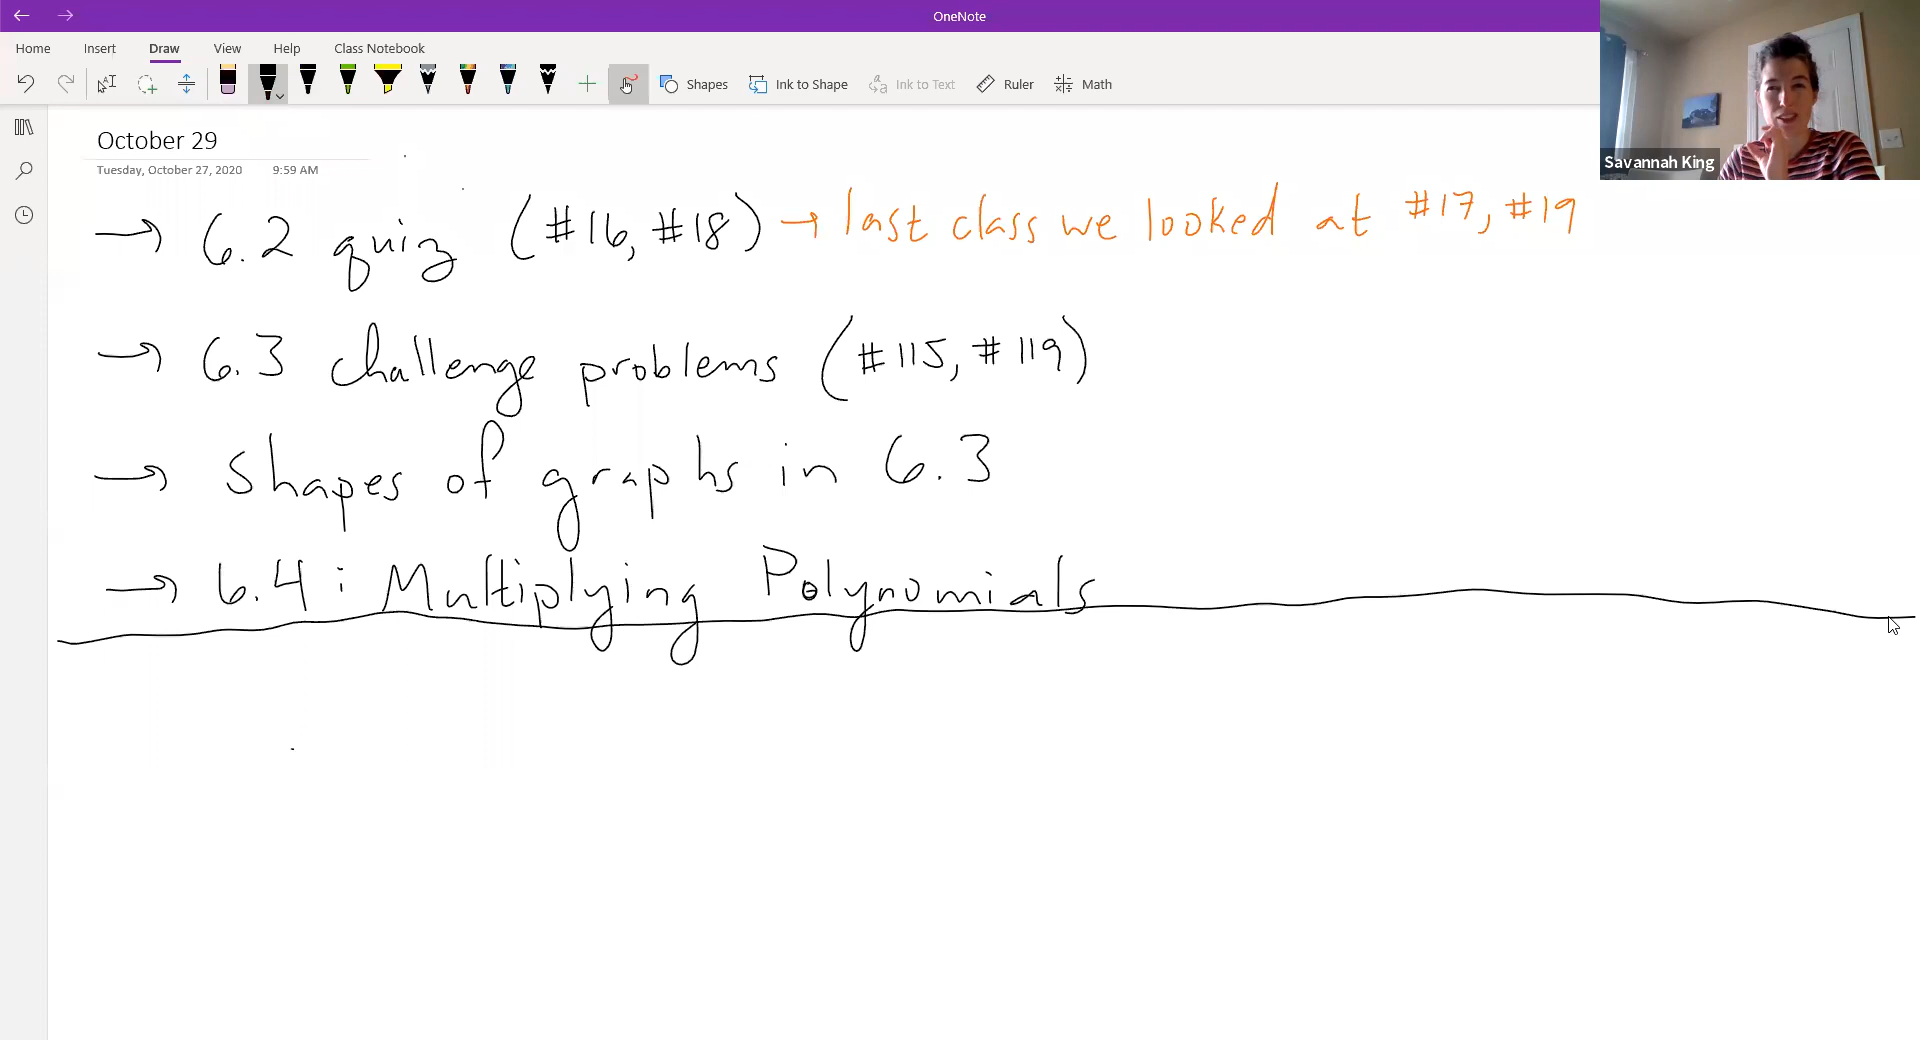 OneNote
Home Insert Draw View Help Class Notebook
Shapes Ink to Shape Ink to Text Ruler Math
Savannah King
October 29
Tuesday, October 27, 2020 9:59 AM
→ 6.2 quiz (#16, #18) → last class we looked at #17, #19
→ 6.3 challenge problems (#115, #119)
→ shapes of graphs in 6.3
→ 6.4: Multiplying Polynomials